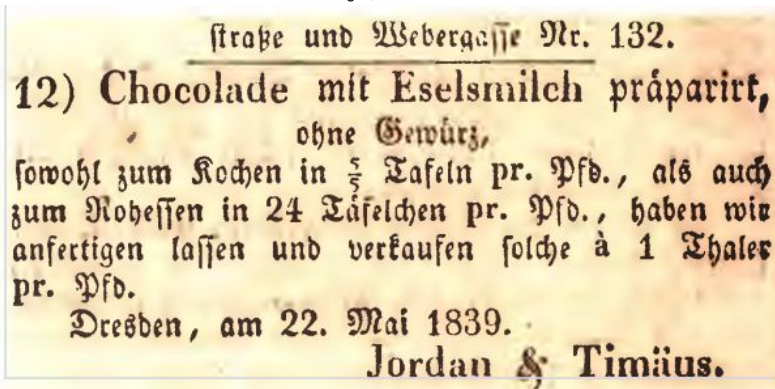 straße und Webergasse Nr. 132.
12) Chocolade mit Eselsmilch präparirt,
ohne Gewürz,
sowohl zum Kochen in 5/5 Tafeln pr. Pfd., als auch
zum Rohessen in 24 Täfelchen pr. Pfd., haben wir
anfertigen lassen und verkaufen solche à 1 Thaler
pr. Pfd.
Dresden, am 22. Mai 1839.
Jordan & Timäus.